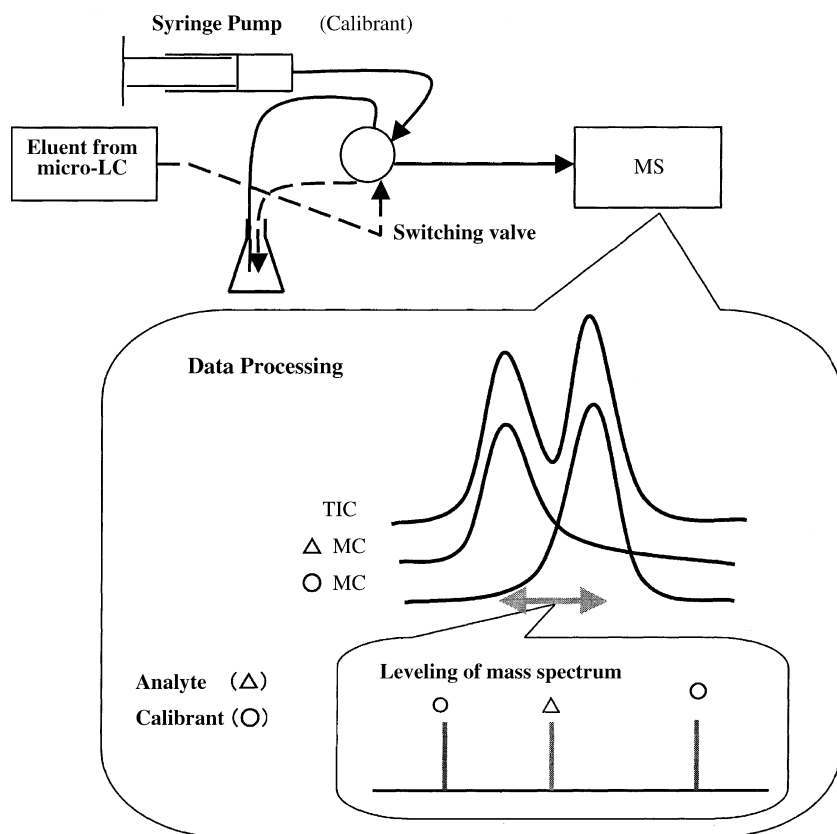 Syringe Pump (Calibrant)
Eluent from
micro-LC
MS
Switching valve
Data Processing
TIC
△ MC
○ MC
Leveling of mass spectrum
Analyte (△)
Calibrant (○)
○ △ ○